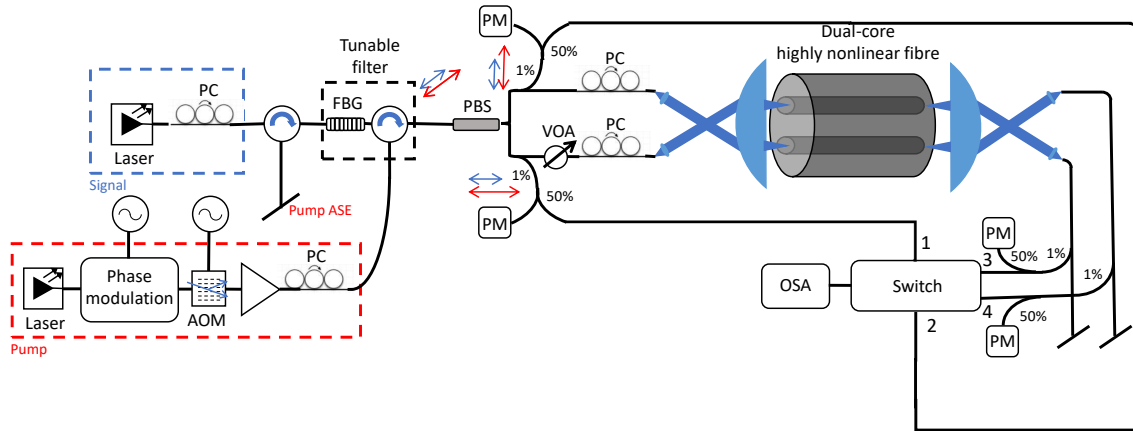 PM
50%
1%
Dual-core
highly nonlinear fibre
Tunable
filter
PC
PC
FBG
PBS
Laser
Signal
VOA
PC
1%
50%
PM
Pump ASE
Phase
modulation
Laser
AOM
PC
Pump
OSA
Switch
1
2
3
4
PM
50%
1%
1%
50%
PM